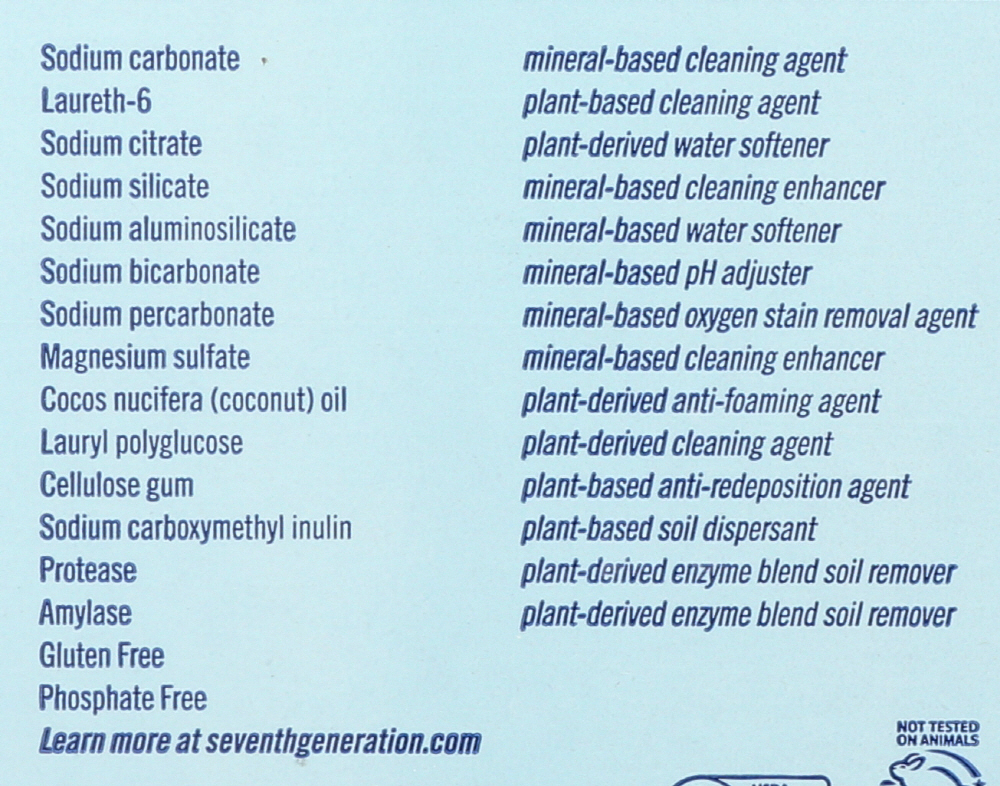 Sodium carbonate mineral-based cleaning agent
Laureth-6 plant-based cleaning agent
Sodium citrate plant-derived water softener
Sodium silicate mineral-based cleaning enhancer
Sodium aluminosilicate mineral-based water softener
Sodium bicarbonate mineral-based pH adjuster
Sodium percarbonate mineral-based oxygen stain removal agent
Magnesium sulfate mineral-based cleaning enhancer
Cocos nucifera (coconut) oil plant-derived anti-foaming agent
Lauryl polyglucose plant-derived cleaning agent
Cellulose gum plant-based anti-redeposition agent
Sodium carboxymethyl inulin plant-based soil dispersant
Protease plant-derived enzyme blend soil remover
Amylase plant-derived enzyme blend soil remover
Gluten Free
Phosphate Free
Learn more at seventhgeneration.com
NOT TESTED
ON ANIMALS